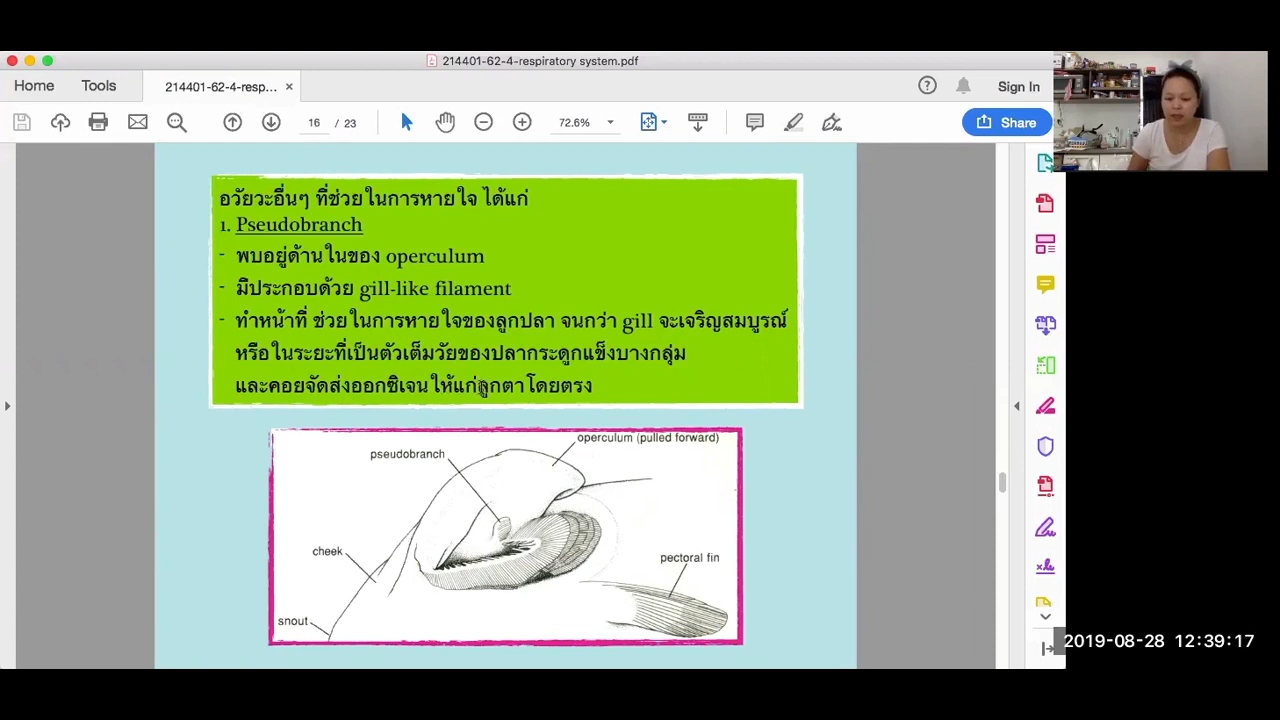 214401-62-4-respiratory system.pdf
Home
Tools
214401-62-4-resp...
Sign In
16 / 23
72.6%
Share
อวัยวะอื่นๆ ที่ช่วยในการหายใจ ได้แก่
1. Pseudobranch
- พบอยู่ด้านในของ operculum
- มีประกอบด้วย gill-like filament
- ทำหน้าที่ ช่วยในการหายใจของลูกปลา จนกว่า gill จะเจริญสมบูรณ์
หรือในระยะที่เป็นตัวเต็มวัยของปลากระดูกแข็งบางกลุ่ม
และคอยจัดส่งออกซิเจนให้แก่ลูกตาโดยตรง
operculum (pulled forward)
pseudobranch
cheek
pectoral fin
snout
2019-08-28 12:39:17